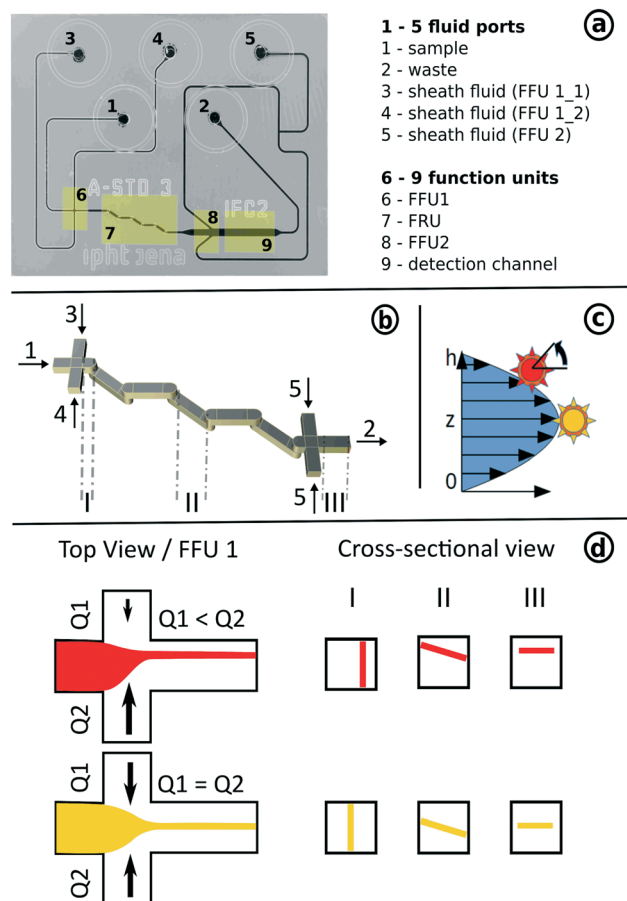 a
3
4
5
1
2
A-STD 3
IFC2
6
7
8
9
ipht jena
1 - 5 fluid ports
1 - sample
2 - waste
3 - sheath fluid (FFU 1_1)
4 - sheath fluid (FFU 1_2)
5 - sheath fluid (FFU 2)
6 - 9 function units
6 - FFU1
7 - FRU
8 - FFU2
9 - detection channel
b
3
1
4
5
2
5
I
II
III
c
h
z
0
d
Top View / FFU 1
Cross-sectional view
Q1
Q1 < Q2
Q2
I
II
III
Q1
Q1 = Q2
Q2